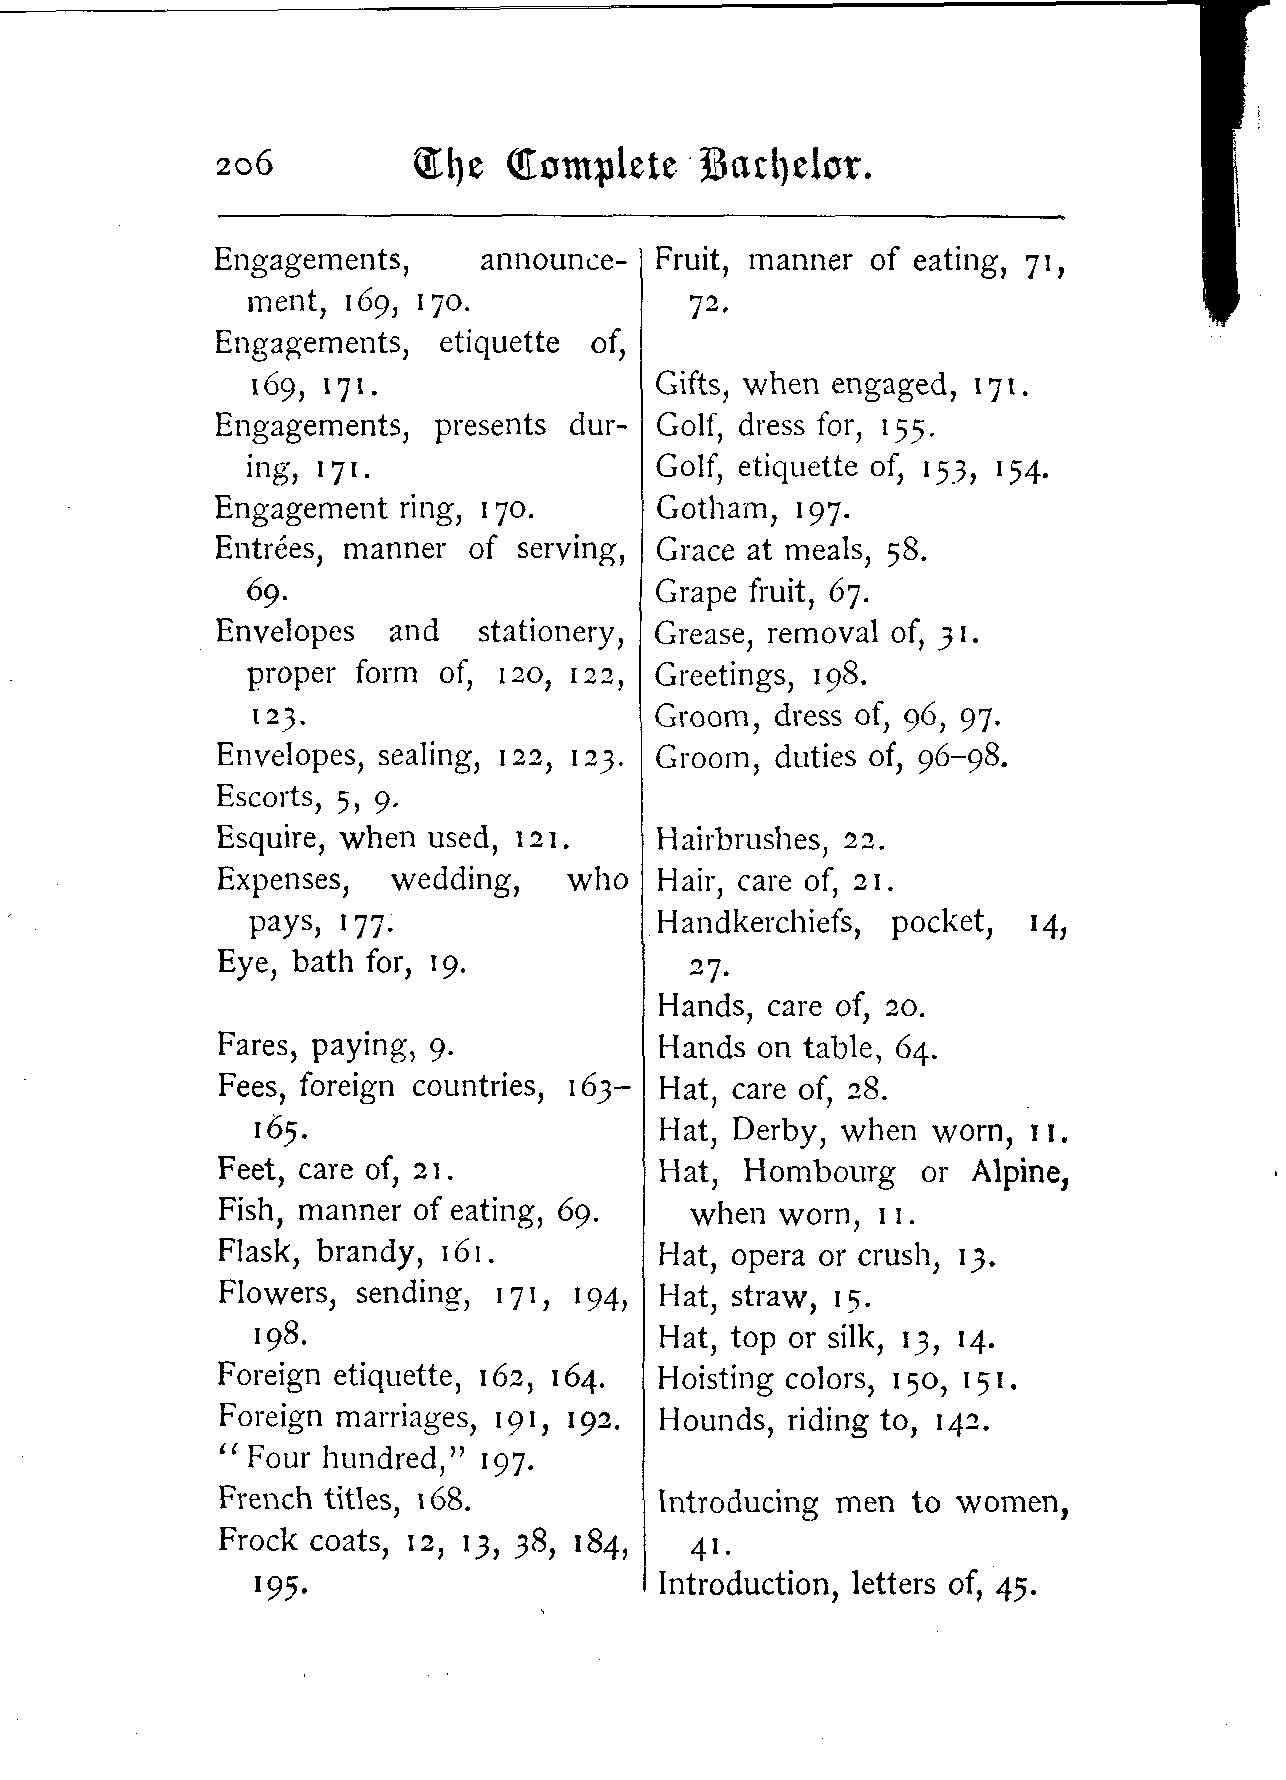 206 The Complete Bachelor.
Engagements, announce-
ment, 169, 170.
Engagements, etiquette of,
169, 171.
Engagements, presents dur-
ing, 171.
Engagement ring, 170.
Entrées, manner of serving,
69.
Envelopes and stationery,
proper form of, 120, 122,
123.
Envelopes, sealing, 122, 123.
Escorts, 5, 9.
Esquire, when used, 121.
Expenses, wedding, who
pays, 177.
Eye, bath for, 19.
Fares, paying, 9.
Fees, foreign countries, 163–
165.
Feet, care of, 21.
Fish, manner of eating, 69.
Flask, brandy, 161.
Flowers, sending, 171, 194,
198.
Foreign etiquette, 162, 164.
Foreign marriages, 191, 192.
“Four hundred,” 197.
French titles, 168.
Frock coats, 12, 13, 38, 184,
195.
Fruit, manner of eating, 71,
72.
Gifts, when engaged, 171.
Golf, dress for, 155.
Golf, etiquette of, 153, 154.
Gotham, 197.
Grace at meals, 58.
Grape fruit, 67.
Grease, removal of, 31.
Greetings, 198.
Groom, dress of, 96, 97.
Groom, duties of, 96–98.
Hairbrushes, 22.
Hair, care of, 21.
Handkerchiefs, pocket, 14,
27.
Hands, care of, 20.
Hands on table, 64.
Hat, care of, 28.
Hat, Derby, when worn, 11.
Hat, Hombourg or Alpine,
when worn, 11.
Hat, opera or crush, 13.
Hat, straw, 15.
Hat, top or silk, 13, 14.
Hoisting colors, 150, 151.
Hounds, riding to, 142.
Introducing men to women,
41.
Introduction, letters of, 45.